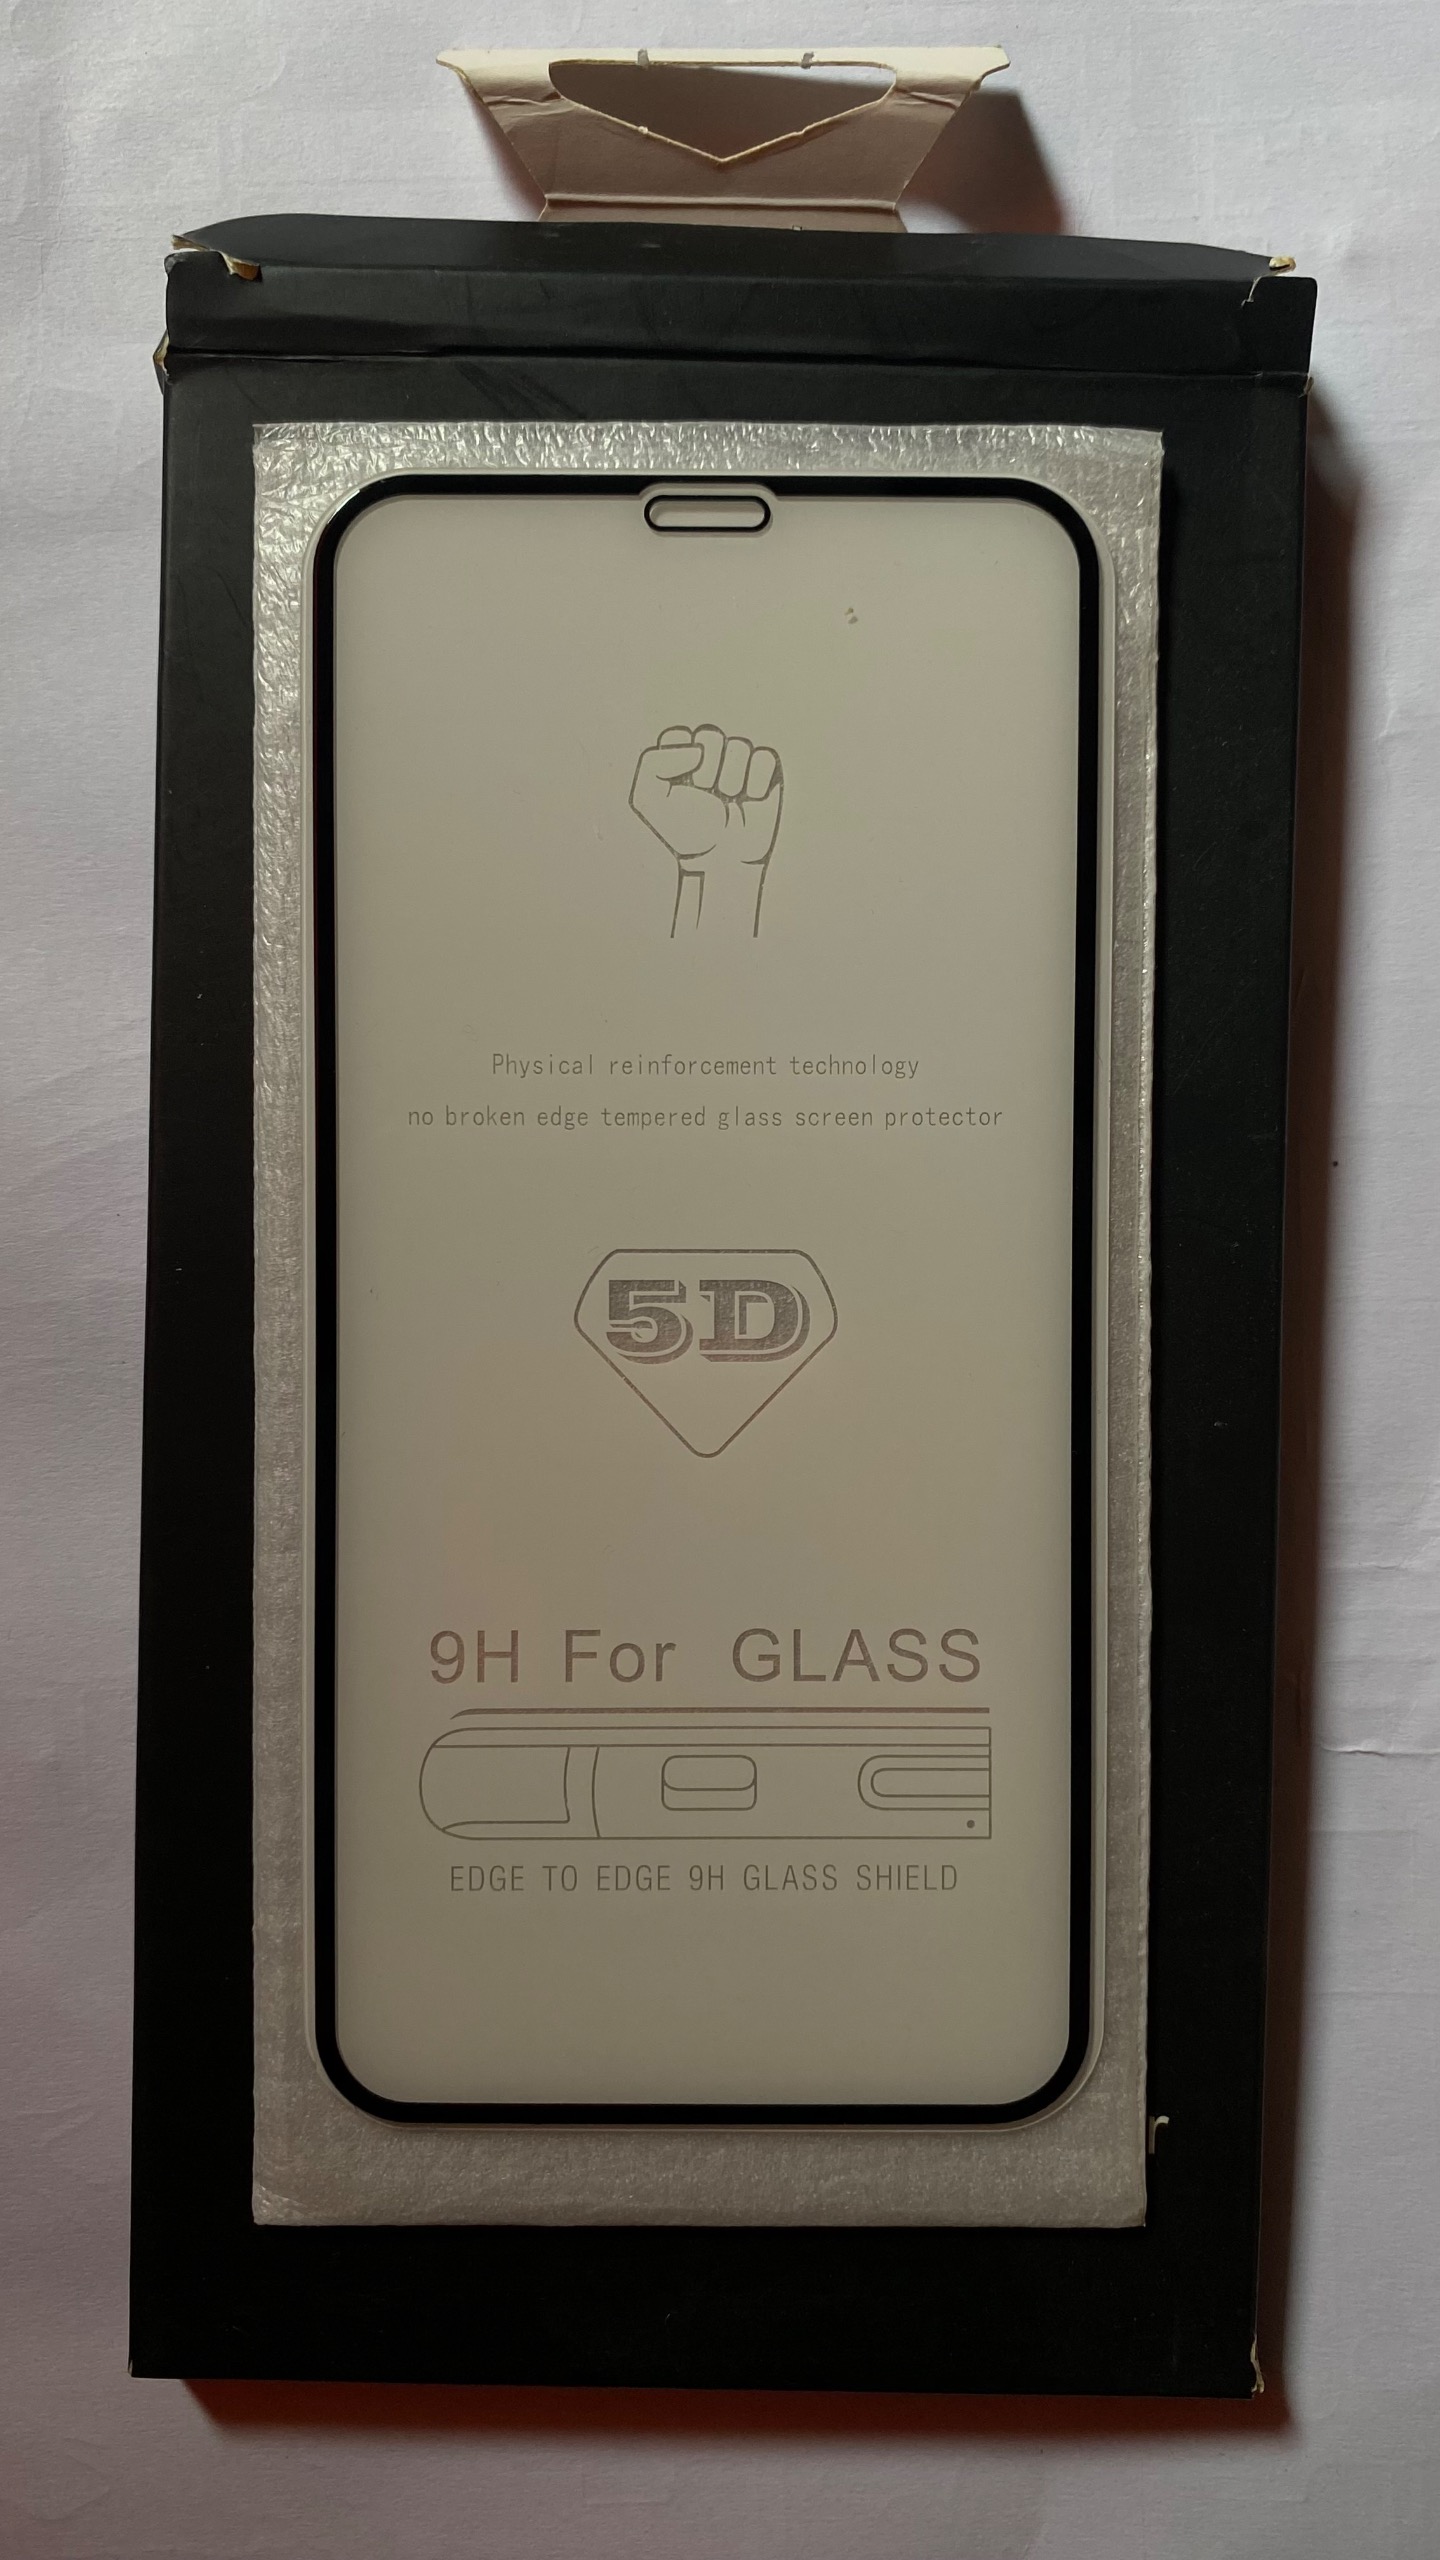 Physical reinforcement technology
no broken edge tempered glass screen protector
5D
9H For GLASS
EDGE TO EDGE 9H GLASS SHIELD
r